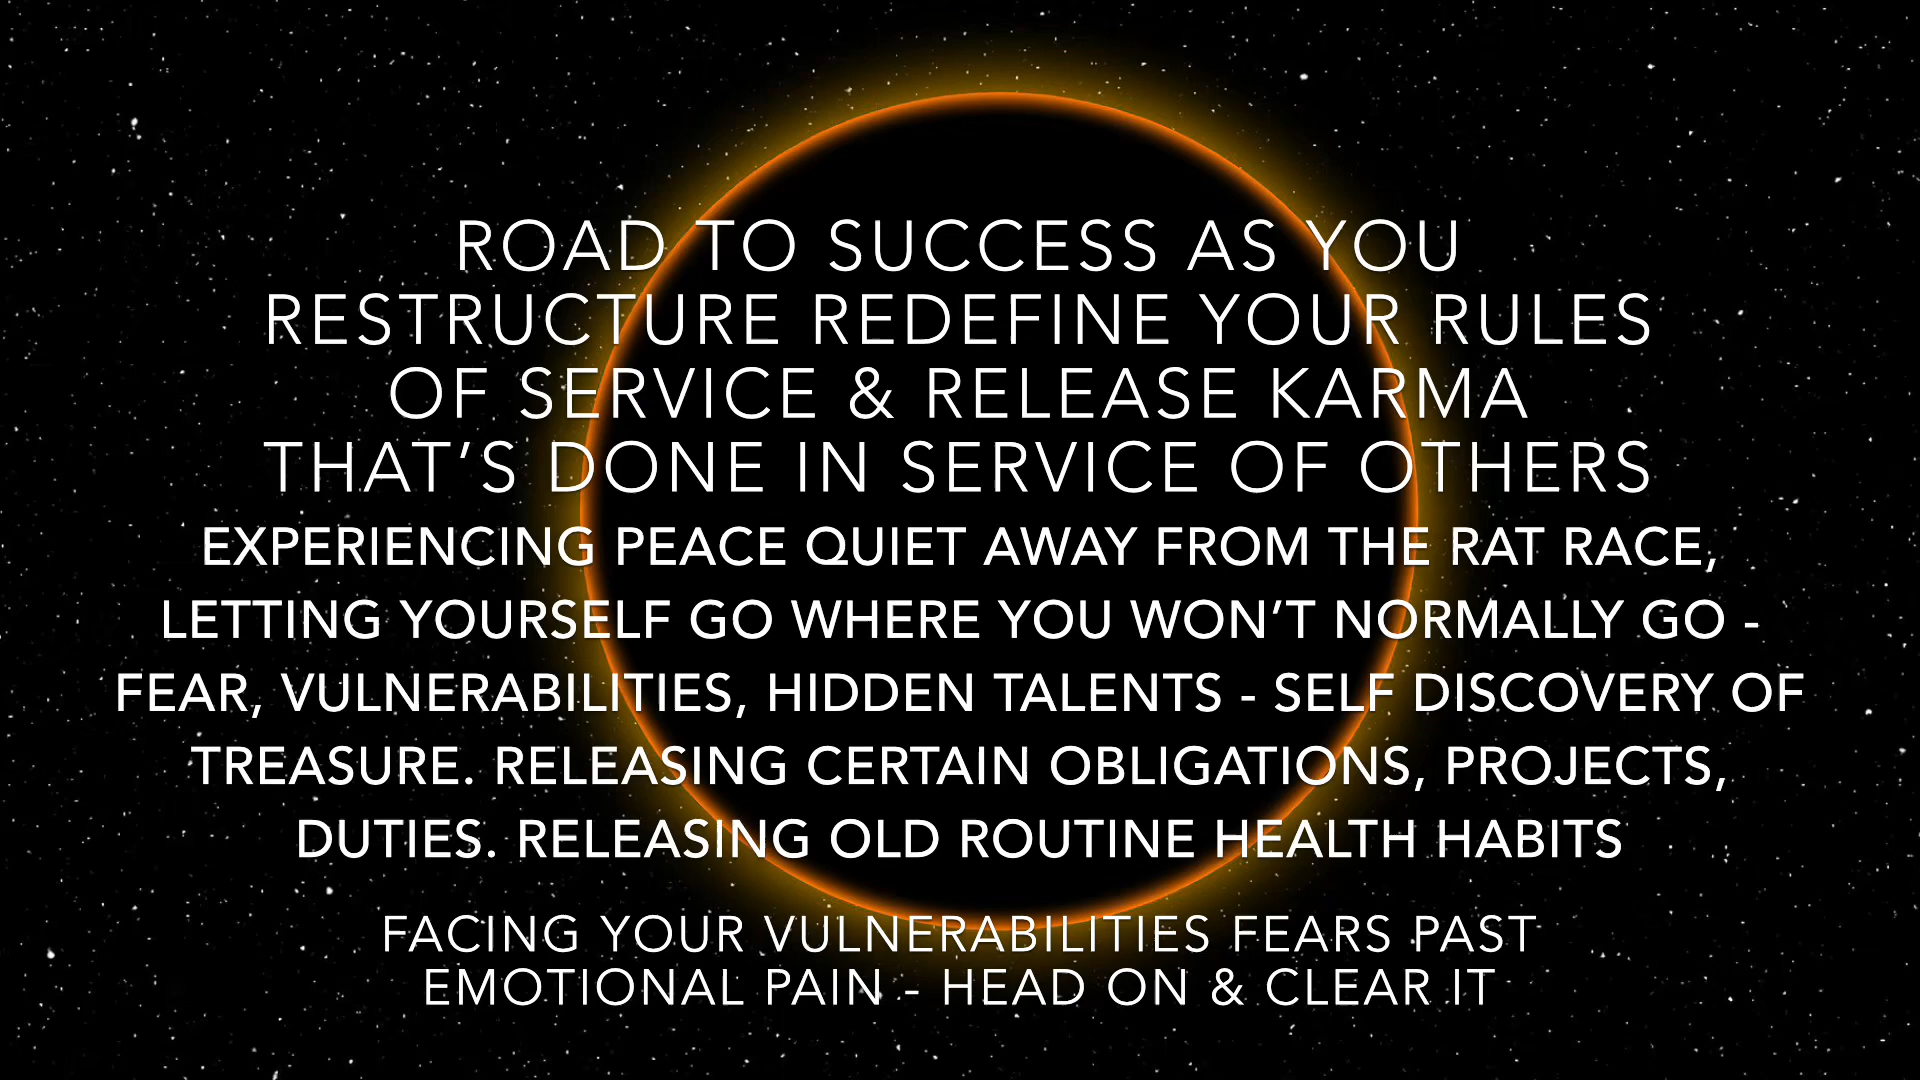 ROAD TO SUCCESS AS YOU
RESTRUCTURE REDEFINE YOUR RULES
OF SERVICE & RELEASE KARMA
THAT’S DONE IN SERVICE OF OTHERS
EXPERIENCING PEACE QUIET AWAY FROM THE RAT RACE,
LETTING YOURSELF GO WHERE YOU WON’T NORMALLY GO -
FEAR, VULNERABILITIES, HIDDEN TALENTS - SELF DISCOVERY OF
TREASURE. RELEASING CERTAIN OBLIGATIONS, PROJECTS,
DUTIES. RELEASING OLD ROUTINE HEALTH HABITS
FACING YOUR VULNERABILITIES FEARS PAST
EMOTIONAL PAIN - HEAD ON & CLEAR IT